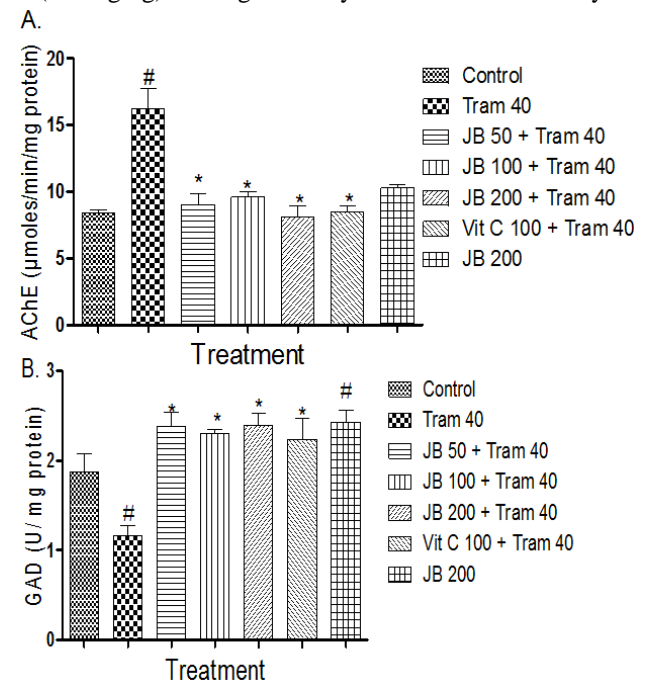 A.
AChE (μmoles/min/mg protein)
20
15
10
5
0
#
*
*
*
*
Treatment
Control
Tram 40
JB 50 + Tram 40
JB 100 + Tram 40
JB 200 + Tram 40
Vit C 100 + Tram 40
JB 200
B.
GAD (U/ mg protein)
3
2
1
0
#
*
*
*
*
#
Treatment
Control
Tram 40
JB 50 + Tram 40
JB 100 + Tram 40
JB 200 + Tram 40
Vit C 100 + Tram 40
JB 200